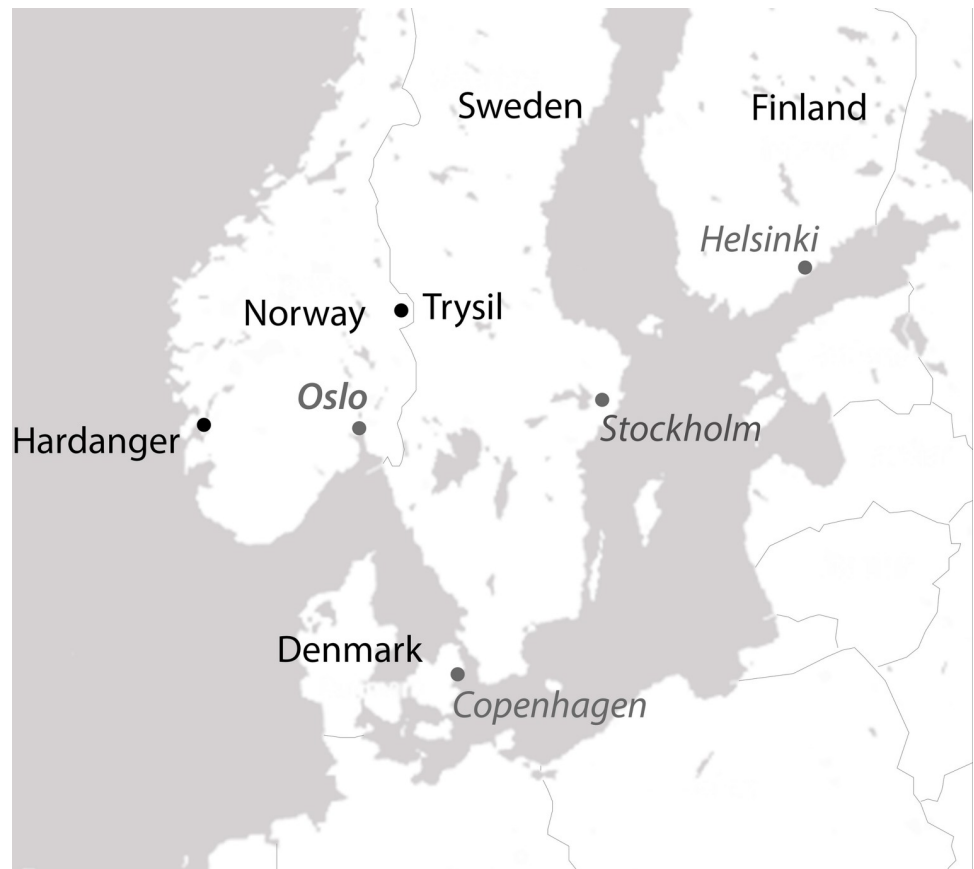 Sweden
Finland
Helsinki
Norway
Trysil
Oslo
Hardanger
Stockholm
Denmark
Copenhagen